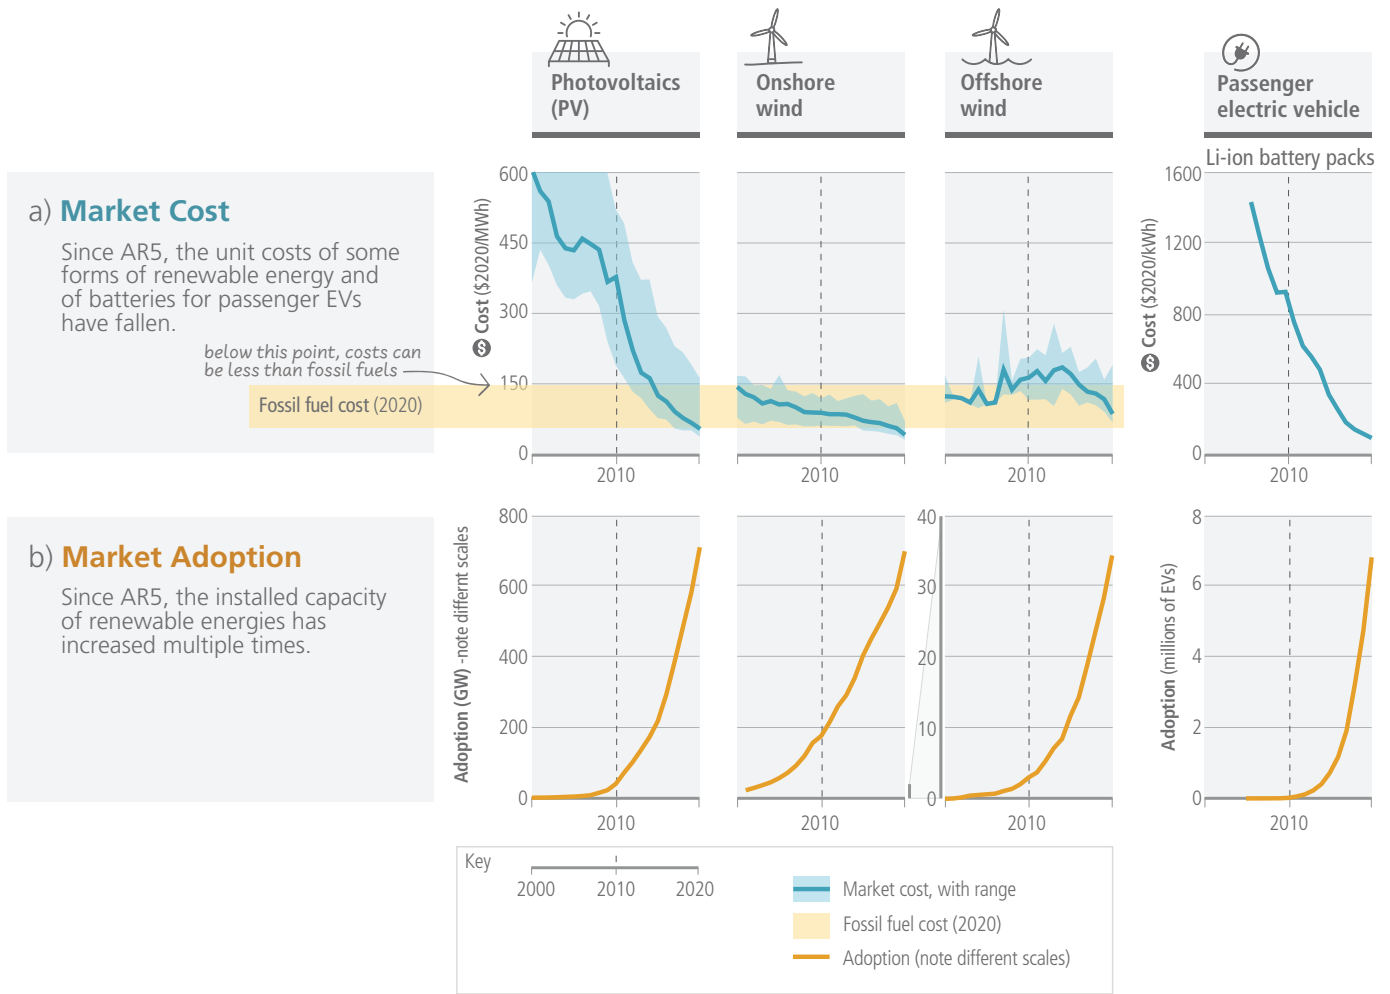 Photovoltaics
(PV)
Onshore
wind
Offshore
wind
Passenger
electric vehicle
Li-ion battery packs
a) Market Cost
Since AR5, the unit costs of some
forms of renewable energy and
of batteries for passenger EVs
have fallen.
below this point, costs can
be less than fossil fuels
Fossil fuel cost (2020)
$ Cost ($2020/MWh)
600
450
300
150
0
2010
2010
2010
$ Cost ($2020/kWh)
1600
1200
800
400
0
2010
b) Market Adoption
Since AR5, the installed capacity
of renewable energies has
increased multiple times.
Adoption (GW) -note differnt scales
800
600
400
200
0
2010
2010
40
30
20
10
0
2010
Adoption (millions of EVs)
8
6
4
2
0
2010
Key
2000 2010 2020
Market cost, with range
Fossil fuel cost (2020)
Adoption (note different scales)